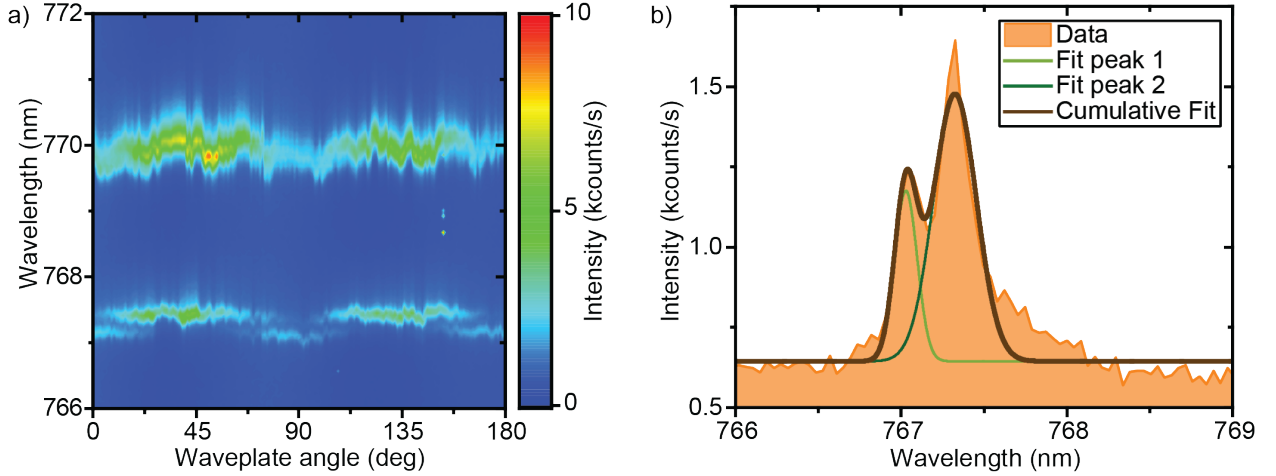 a)
772
770
768
766
Wavelength (nm)
0
45
90
135
180
Waveplate angle (deg)
10
5
0
Intensity (kcounts/s)
b)
1.5
1.0
0.5
Intensity (kcounts/s)
Data
Fit peak 1
Fit peak 2
Cumulative Fit
766
767
768
769
Wavelength (nm)